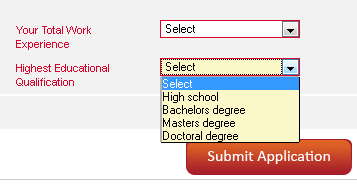 Your Total Work
Experience
Select
Highest Educational
Qualification
Select
Select
High school
Bachelors degree
Masters degree
Doctoral degree
Submit Application